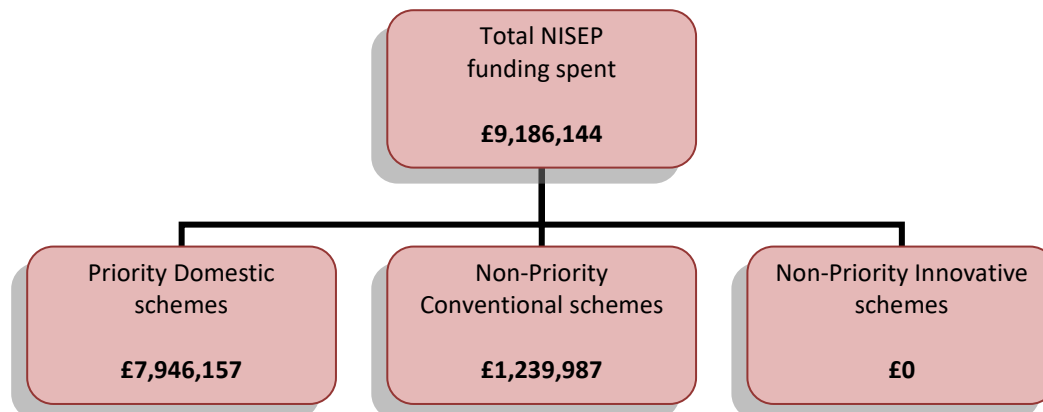 Total NISEP
funding spent
£9,186,144
Priority Domestic
schemes
£7,946,157
Non-Priority
Conventional schemes
£1,239,987
Non-Priority Innovative
schemes
£0